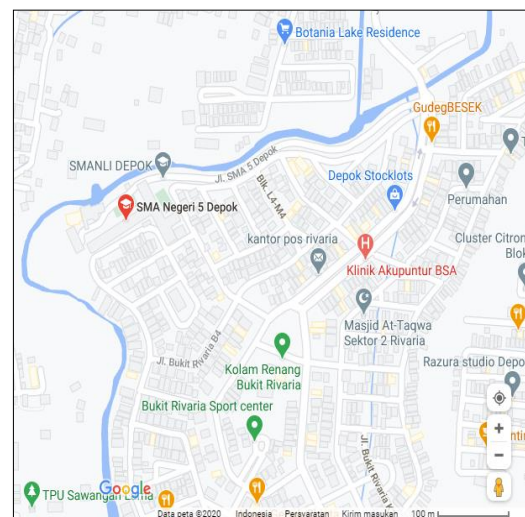 Botania Lake Residence
GudegBESEK
SMANLI DEPOK
Jl. SMA 5 Depok
SMA Negeri 5 Depok
Blk. L4-M4
Depok Stocklots
Perumahan
kantor pos rivaria
Klinik Akupuntur BSA
Cluster Citron
Blok
Masjid At-Taqwa
Sektor 2 Rivaria
Jl. Bukit Rivaria B4
Kolam Renang
Bukit Rivaria
Razura studio Depo
Bukit Rivaria Sport center
Jl. Bukit Rivaria
TPU Sawangan
Google
Data peta ©2020 Indonesia Persyaratan Kirim masukan 100 m